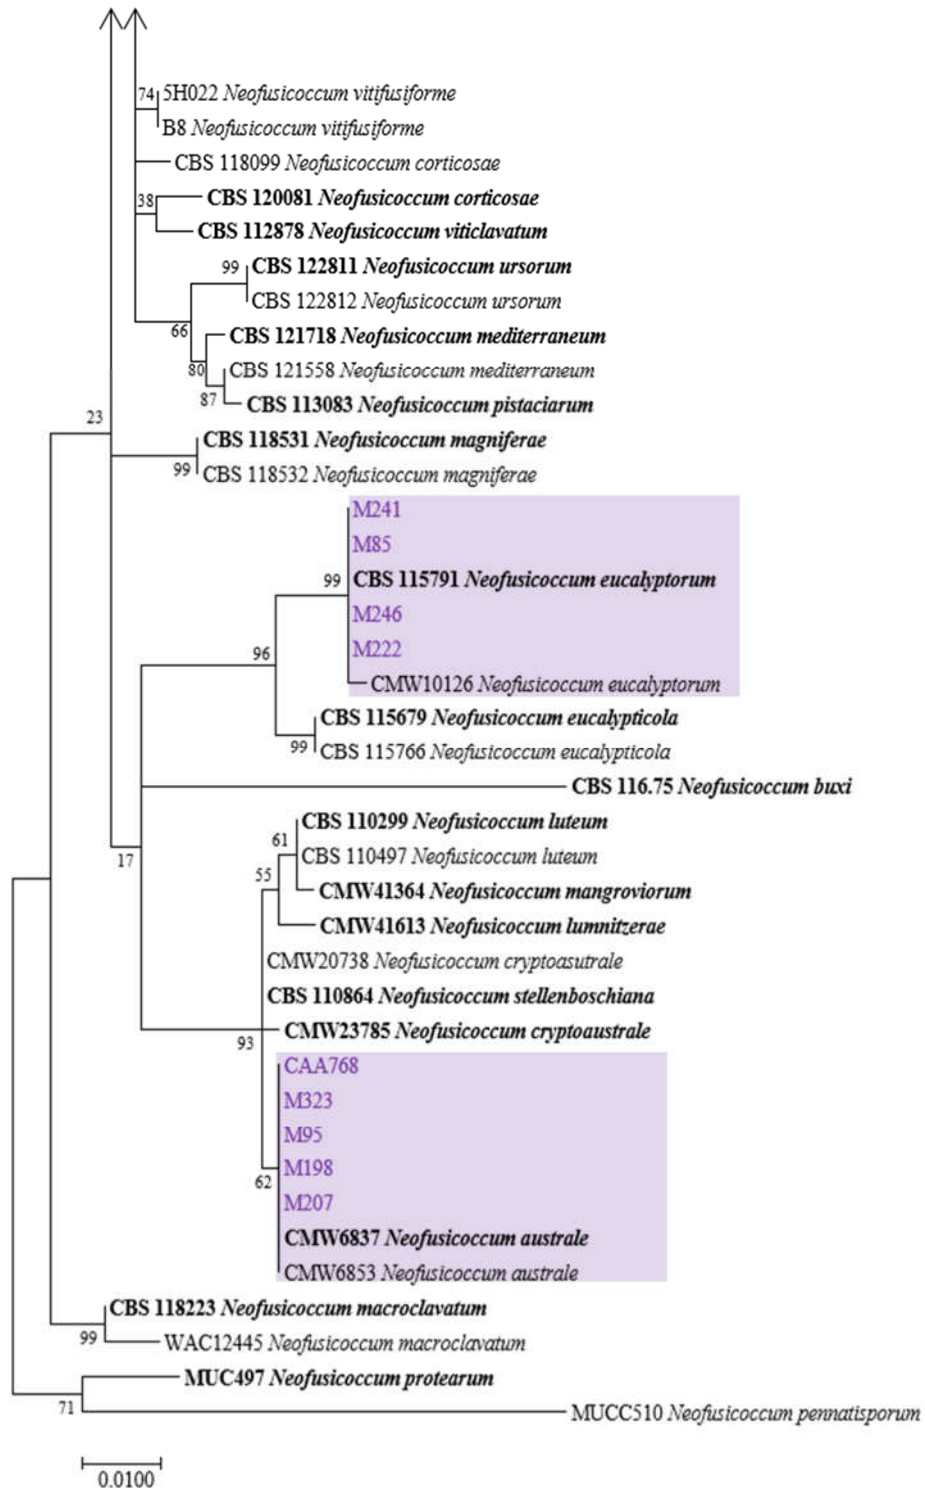 74
5H022 Neofusicoccum vitifusiforme
B8 Neofusicoccum vitifusiforme
CBS 118099 Neofusicoccum corticosae
38
CBS 120081 Neofusicoccum corticosae
CBS 112878 Neofusicoccum viticlavatum
99
CBS 122811 Neofusicoccum ursorum
CBS 122812 Neofusicoccum ursorum
66
CBS 121718 Neofusicoccum mediterraneum
80
CBS 121558 Neofusicoccum mediterraneum
87
CBS 113083 Neofusicoccum pistaciarum
23
CBS 118531 Neofusicoccum magniferae
99
CBS 118532 Neofusicoccum magniferae
M241
M85
99
CBS 115791 Neofusicoccum eucalyptorum
M246
M222
96
CMW10126 Neofusicoccum eucalyptorum
CBS 115679 Neofusicoccum eucalypticola
99
CBS 115766 Neofusicoccum eucalypticola
CBS 116.75 Neofusicoccum buxi
CBS 110299 Neofusicoccum luteum
61
CBS 110497 Neofusicoccum luteum
17
55
CMW41364 Neofusicoccum mangroviorum
CMW41613 Neofusicoccum lumnitzerae
CMW20738 Neofusicoccum cryptoasutrale
CBS 110864 Neofusicoccum stellenboschiana
CMW23785 Neofusicoccum cryptoaustrale
93
CAA768
M323
M95
M198
62
M207
CMW6837 Neofusicoccum australe
CMW6853 Neofusicoccum australe
CBS 118223 Neofusicoccum macroclavatum
99
WAC12445 Neofusicoccum macroclavatum
MUC497 Neofusicoccum protearum
71
MUCC510 Neofusicoccum pennatisporum
0.0100